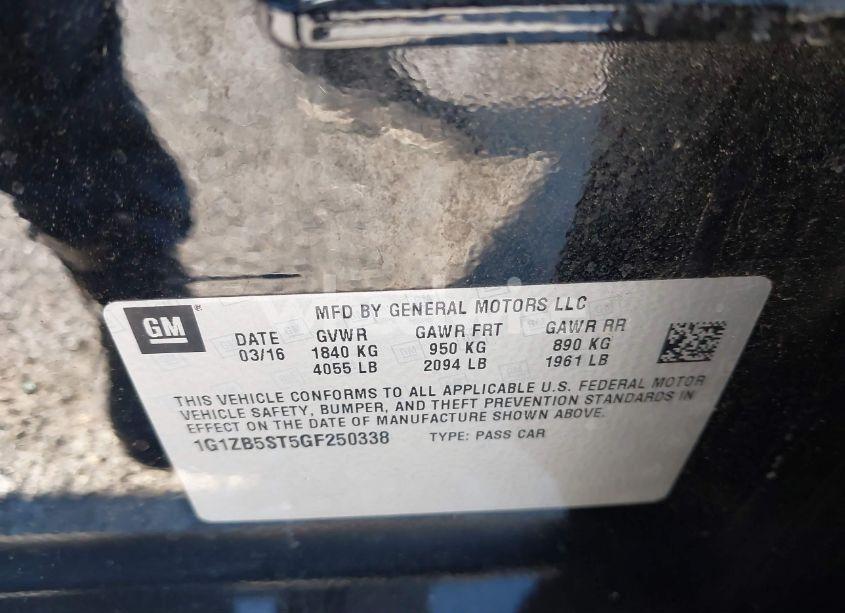 GM
MFD BY GENERAL MOTORS LLC
DATE GVWR GAWR FRT GAWR RR
03/16 1840 KG 950 KG 890 KG
4055 LB 2094 LB 1961 LB
THIS VEHICLE CONFORMS TO ALL APPLICABLE U.S. FEDERAL MOTOR
VEHICLE SAFETY, BUMPER, AND THEFT PREVENTION STANDARDS IN
EFFECT ON THE DATE OF MANUFACTURE SHOWN ABOVE.
1G1ZB5ST5GF250338 TYPE: PASS CAR